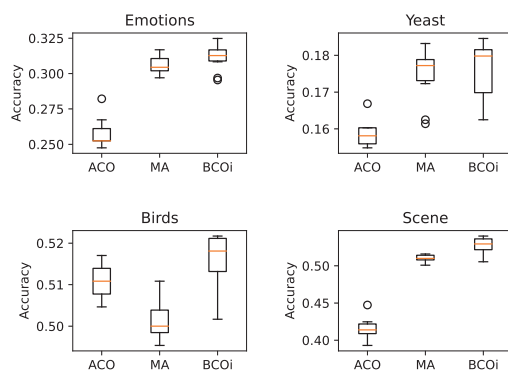 Emotions
Accuracy
0.325
0.300
0.275
0.250
ACO MA BCOi
Yeast
Accuracy
0.18
0.17
0.16
ACO MA BCOi
Birds
Accuracy
0.52
0.51
0.50
ACO MA BCOi
Scene
Accuracy
0.50
0.45
0.40
ACO MA BCOi